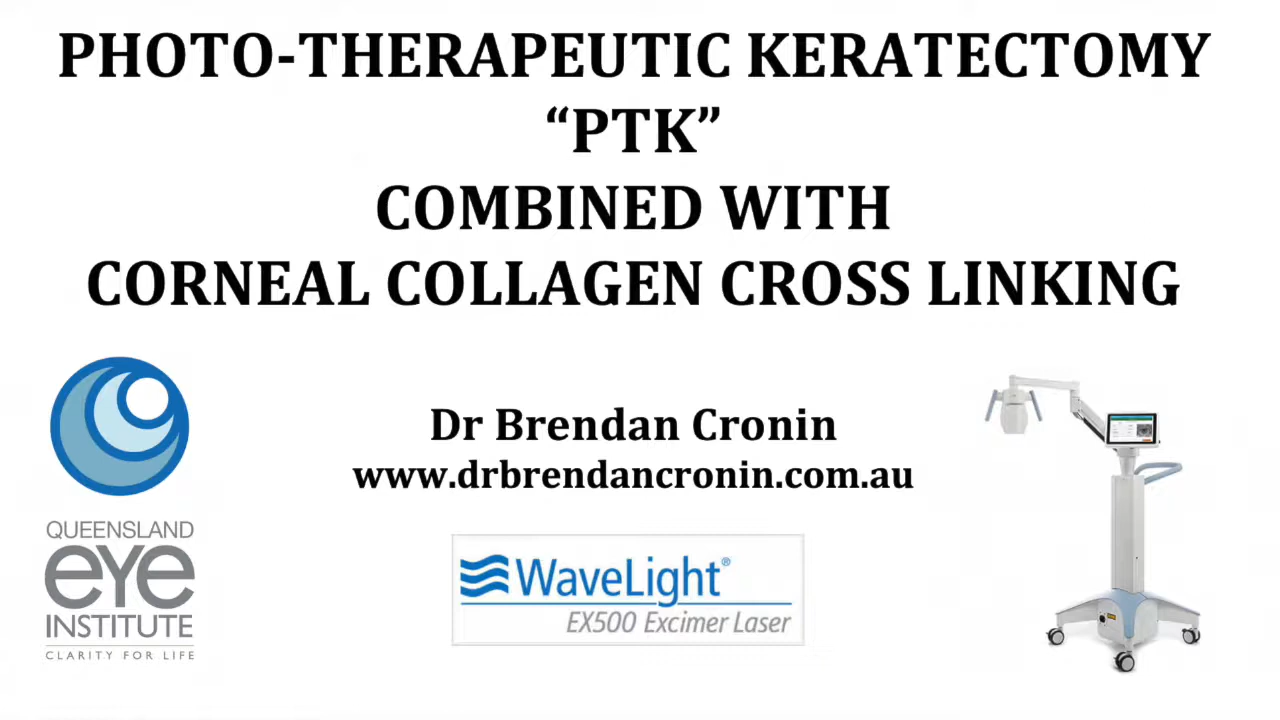 PHOTO-THERAPEUTIC KERATECTOMY
“PTK”
COMBINED WITH
CORNEAL COLLAGEN CROSS LINKING
Dr Brendan Cronin
www.drbrendancronin.com.au
QUEENSLAND
eye
INSTITUTE
CLARITY FOR LIFE
WaveLight®
EX500 Excimer Laser